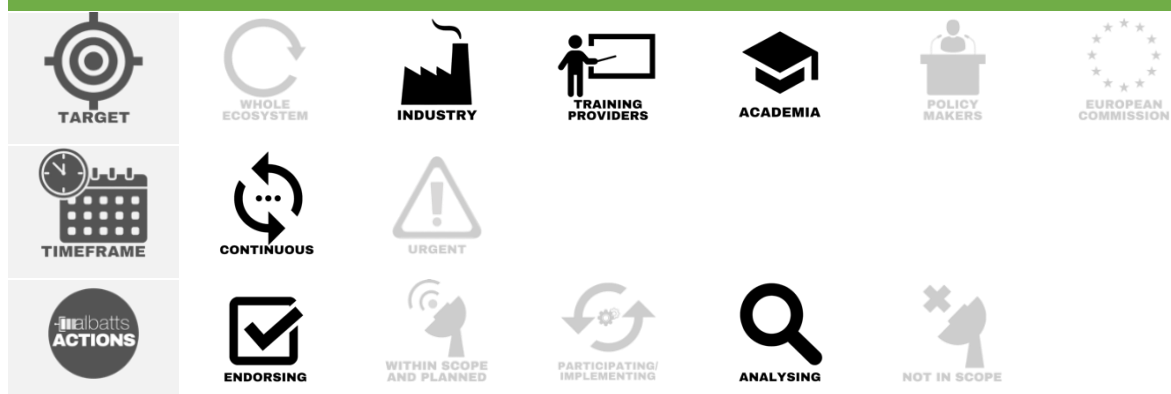 TARGET
WHOLE
ECOSYSTEM
INDUSTRY
TRAINING
PROVIDERS
ACADEMIA
POLICY
MAKERS
EUROPEAN
COMMISSION
TIMEFRAME
CONTINUOUS
URGENT
albatts
ACTIONS
ENDORSING
WITHIN SCOPE
AND PLANNED
PARTICIPATING/
IMPLEMENTING
ANALYSING
NOT IN SCOPE